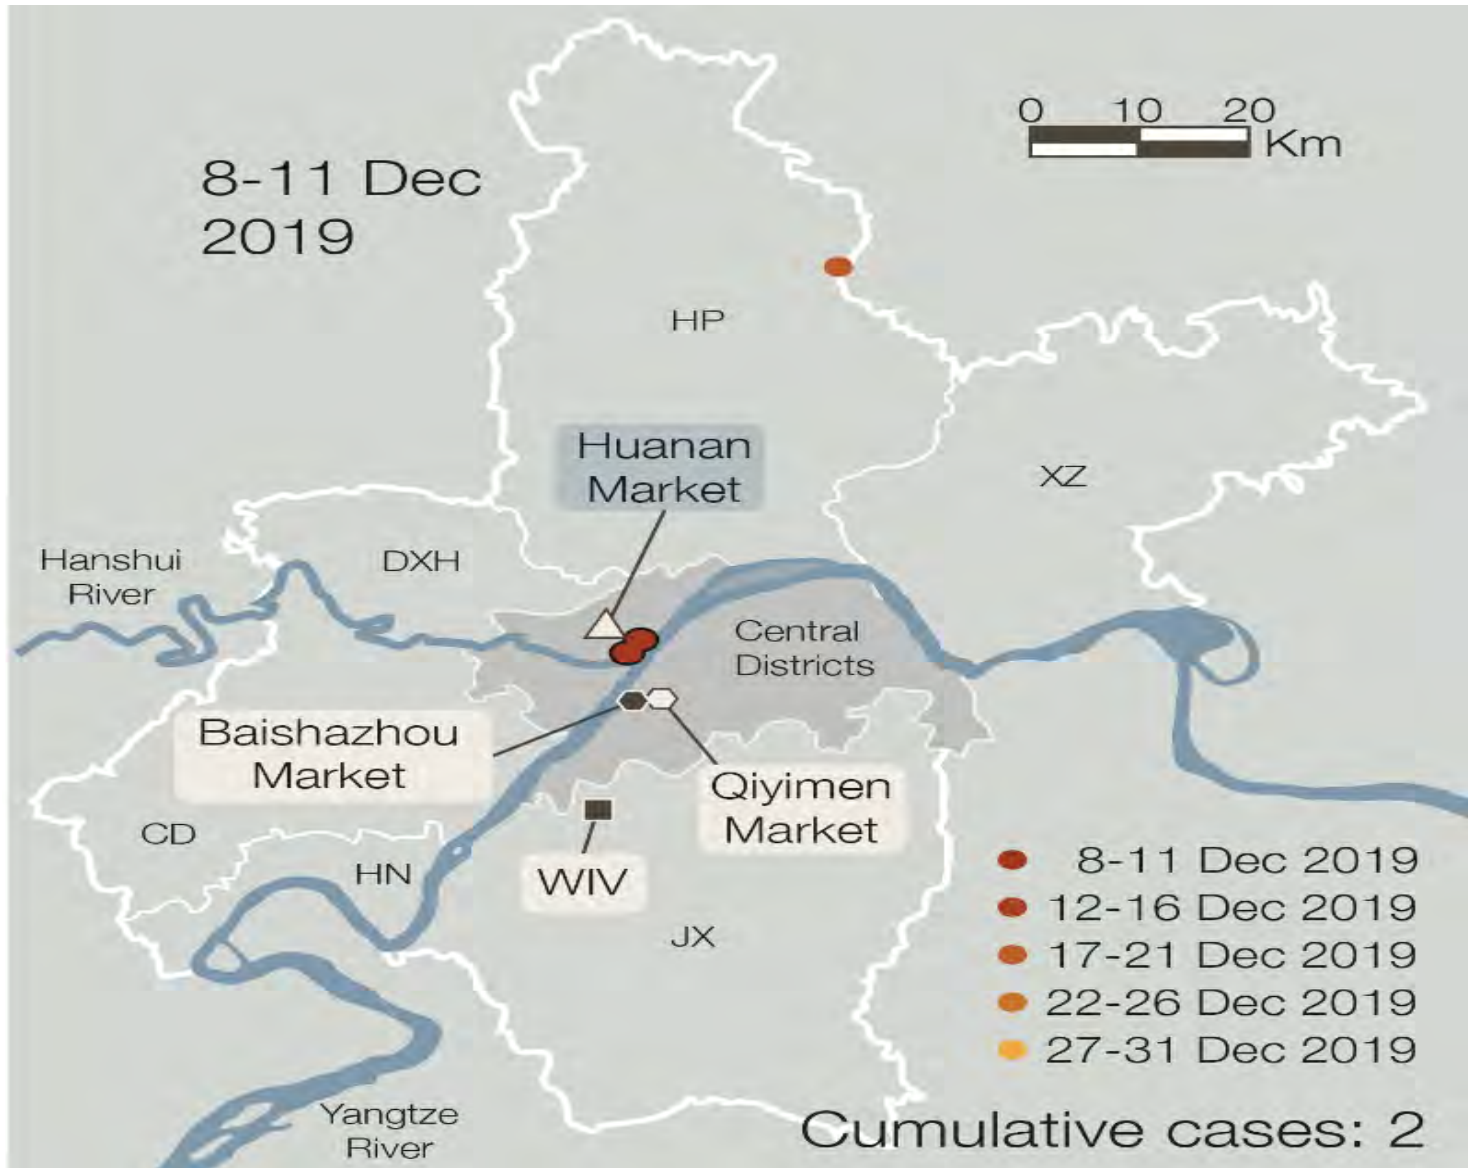 8-11 Dec
2019
0 10 20
Km
HP
Huanan
Market
XZ
Hanshui
River
DXH
Central
Districts
Baishazhou
Market
Qiyimen
Market
CD
HN
WIV
JX
8-11 Dec 2019
12-16 Dec 2019
17-21 Dec 2019
22-26 Dec 2019
27-31 Dec 2019
Yangtze
River
Cumulative cases: 2